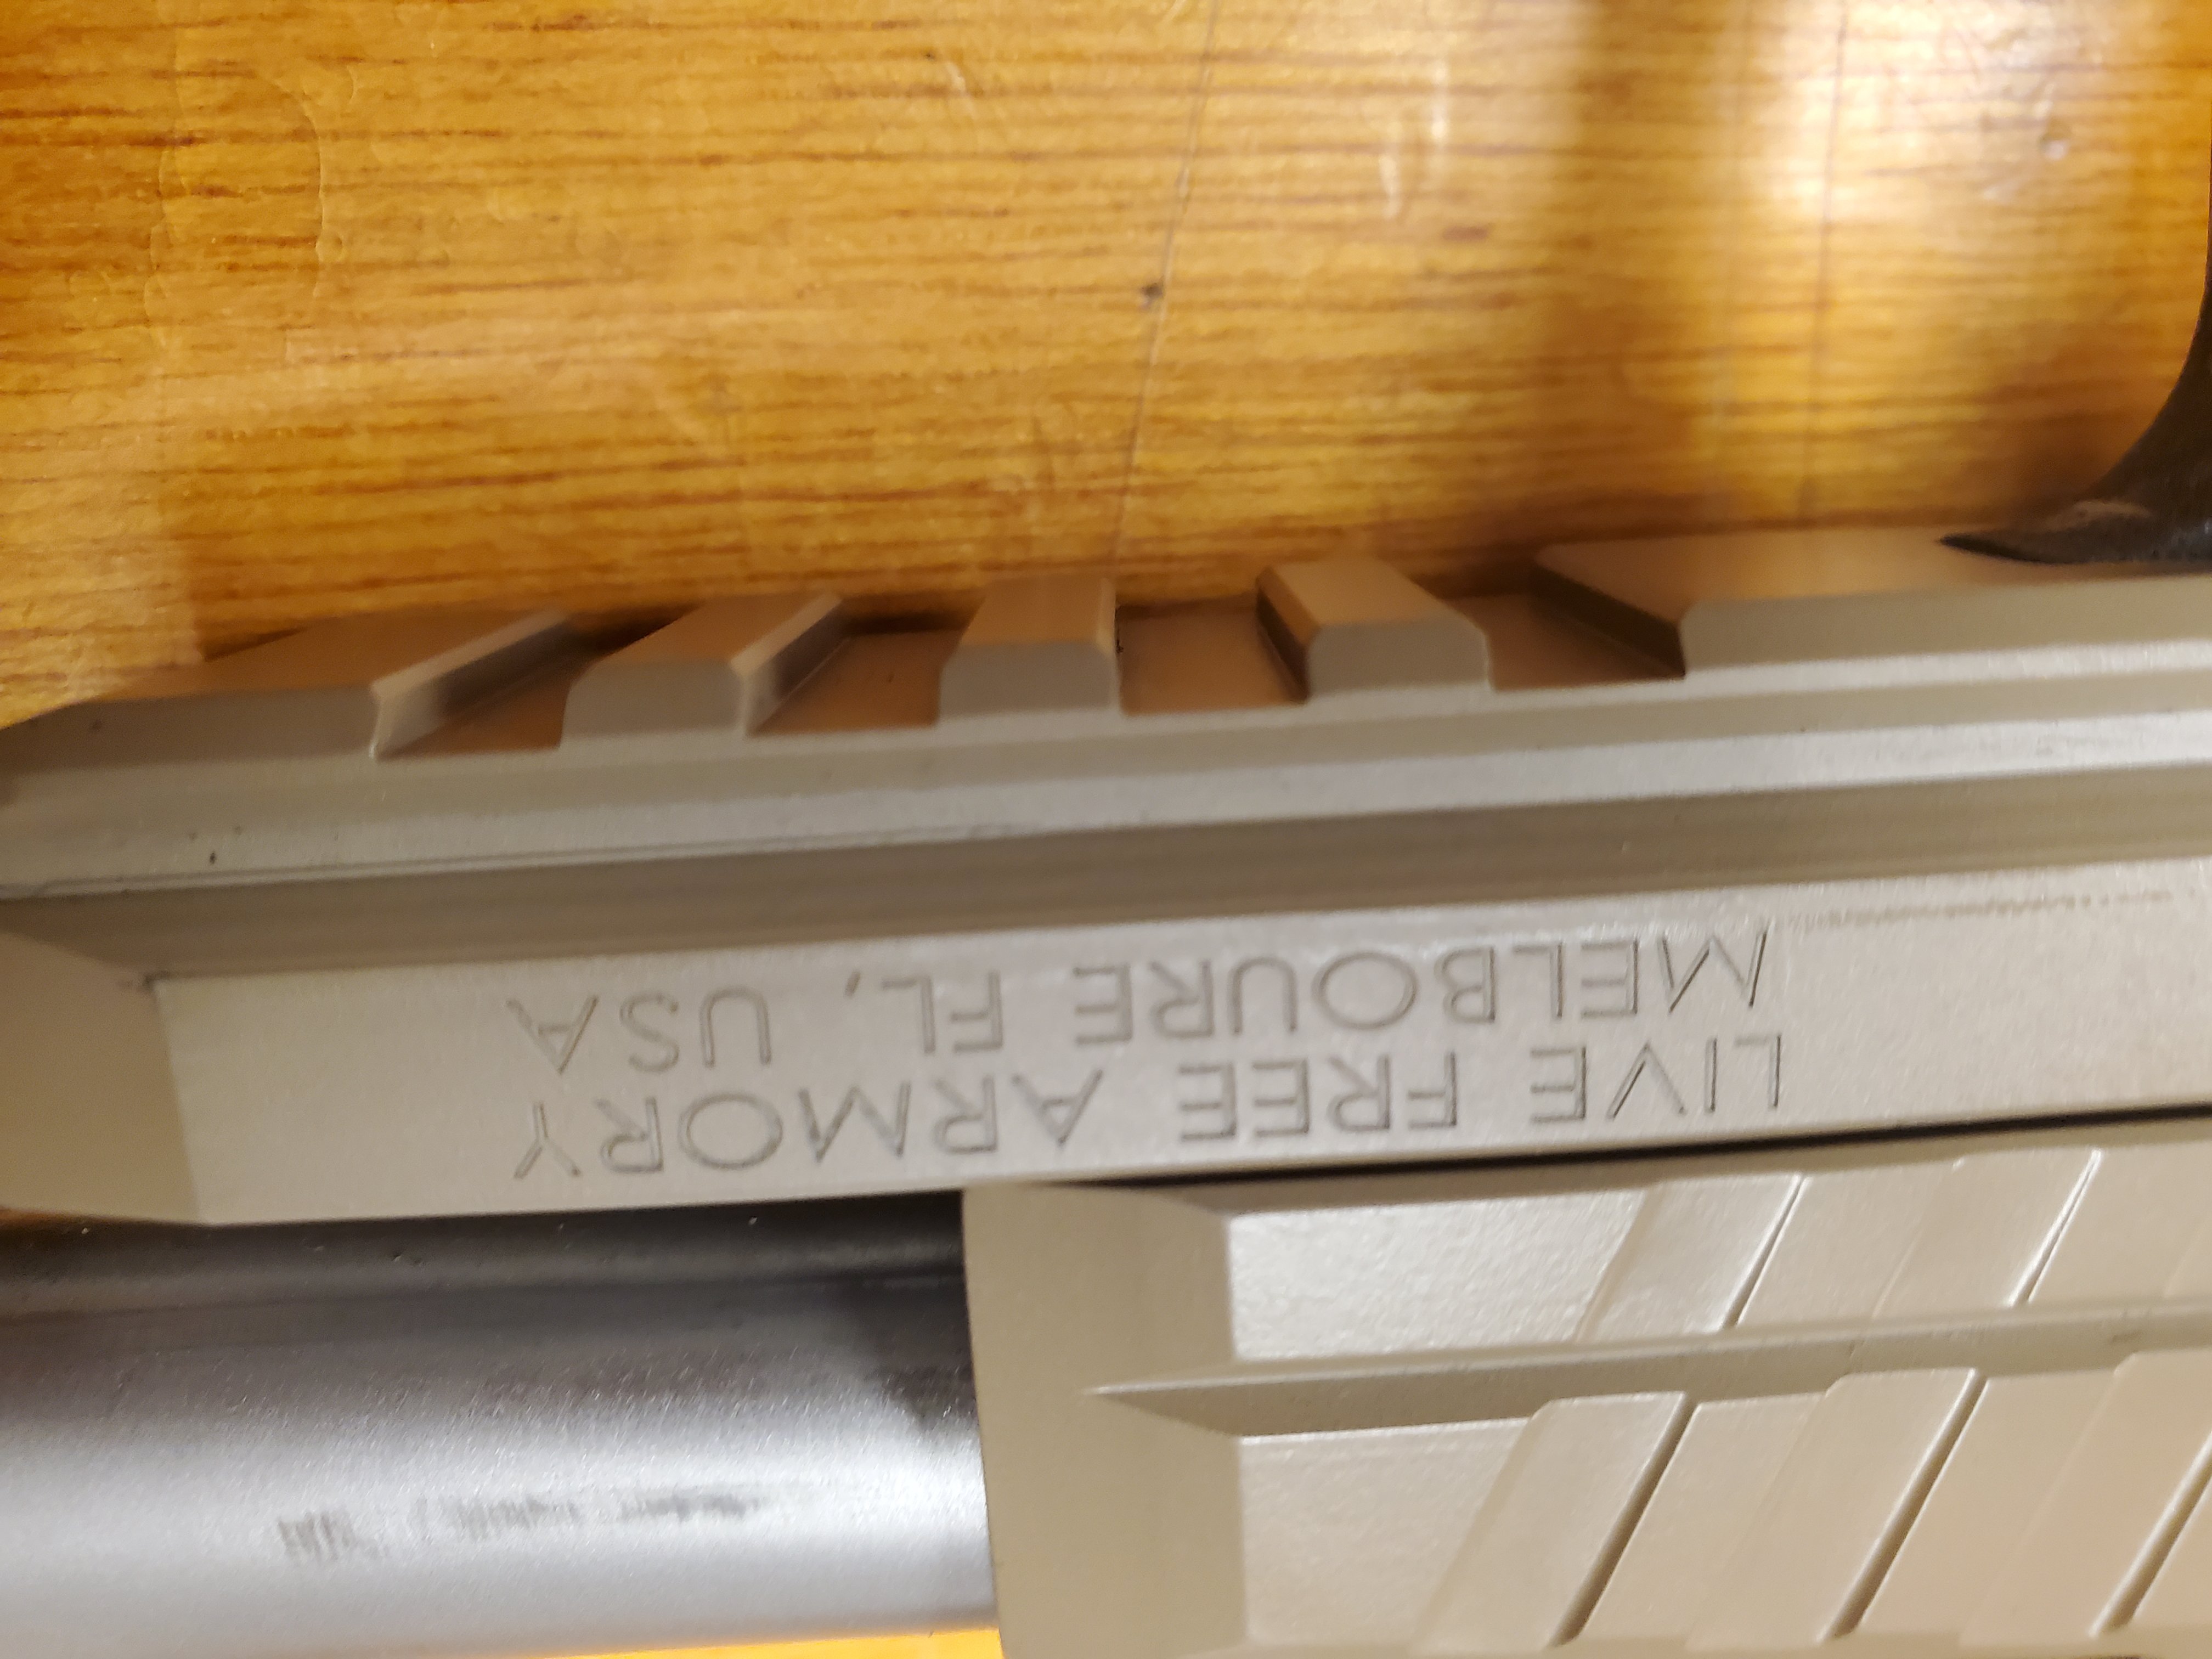 LIVE FREE ARMORY
MELBOURE FL, USA